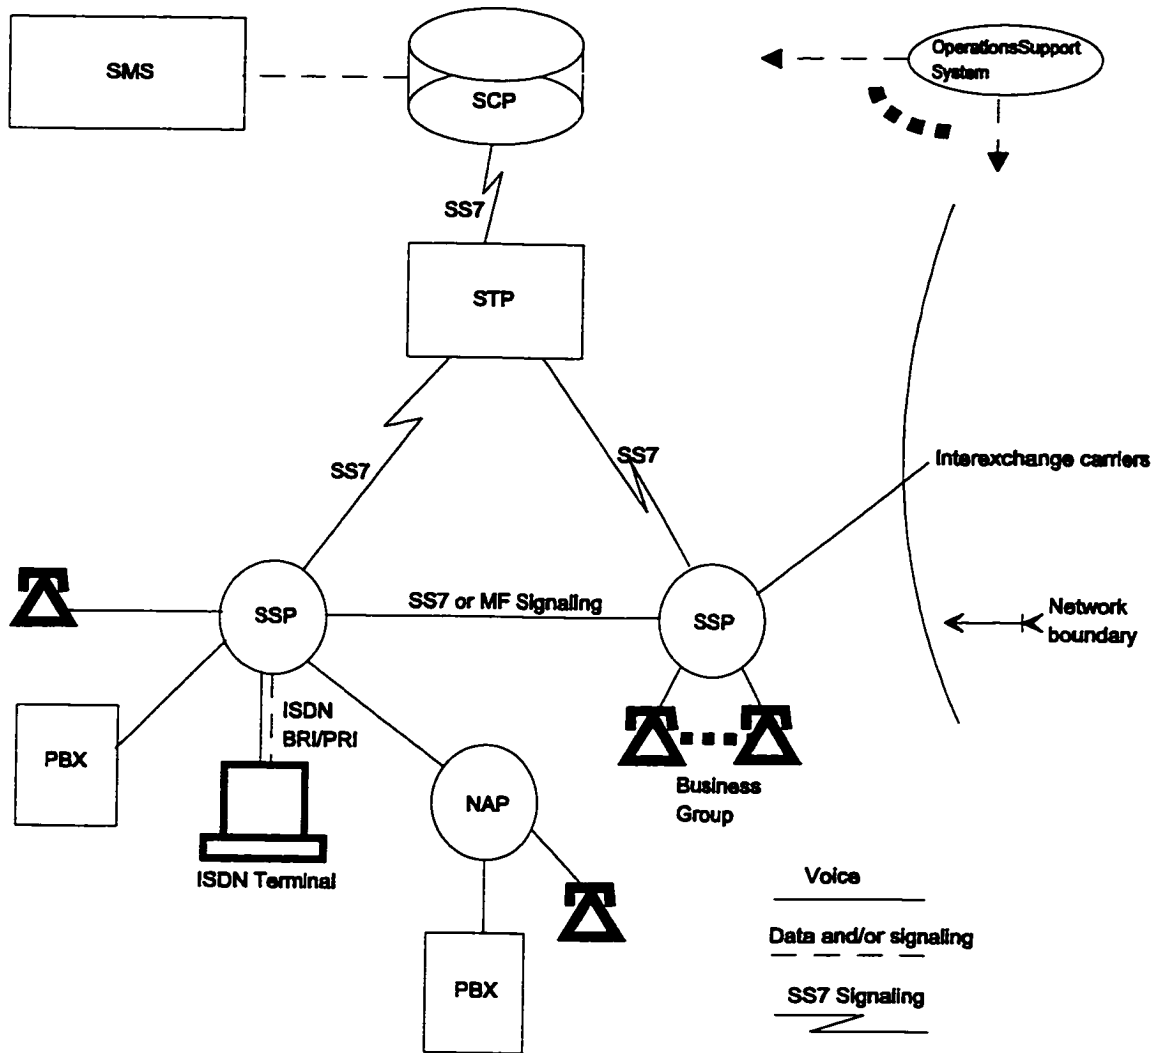 SMS
SCP
OperationsSupport
System
SS7
STP
SS7
SS7
Interexchange carriers
SSP
SS7 or MF Signaling
SSP
Network
boundary
ISDN
BRI/PRI
PBX
Business
Group
NAP
ISDN Terminal
Voice
Data and/or signaling
PBX
SS7 Signaling